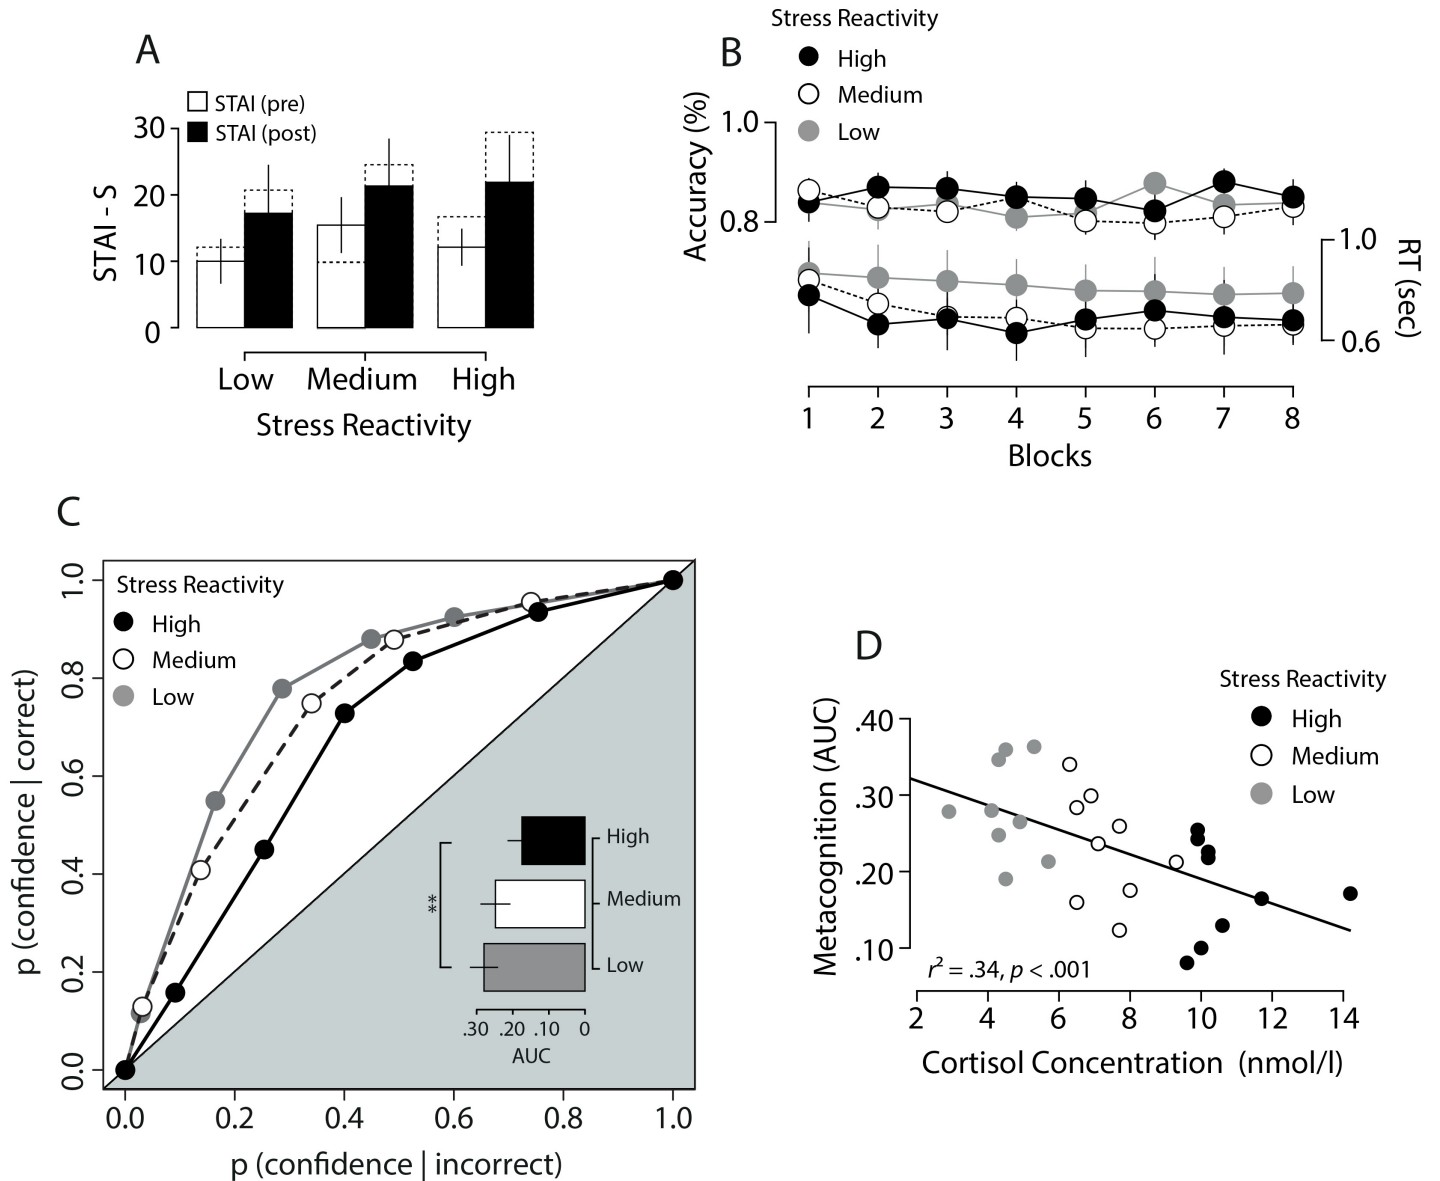 A
STAI (pre)
STAI (post)
30
20
10
0
STAI - S
Low Medium High
Stress Reactivity
B
Stress Reactivity
High
Medium
Low
Accuracy (%)
1.0
0.8
1.0
0.6
RT (sec)
1 2 3 4 5 6 7 8
Blocks
C
Stress Reactivity
High
Medium
Low
p (confidence | correct)
1.0
0.8
0.6
0.4
0.2
0.0
0.0 0.2 0.4 0.6 0.8 1.0
p (confidence | incorrect)
**
High
Medium
Low
.30 .20 .10 0
AUC
D
Stress Reactivity
High
Medium
Low
Metacognition (AUC)
.40
.30
.20
.10
r² = .34, p < .001
2 4 6 8 10 12 14
Cortisol Concentration (nmol/l)